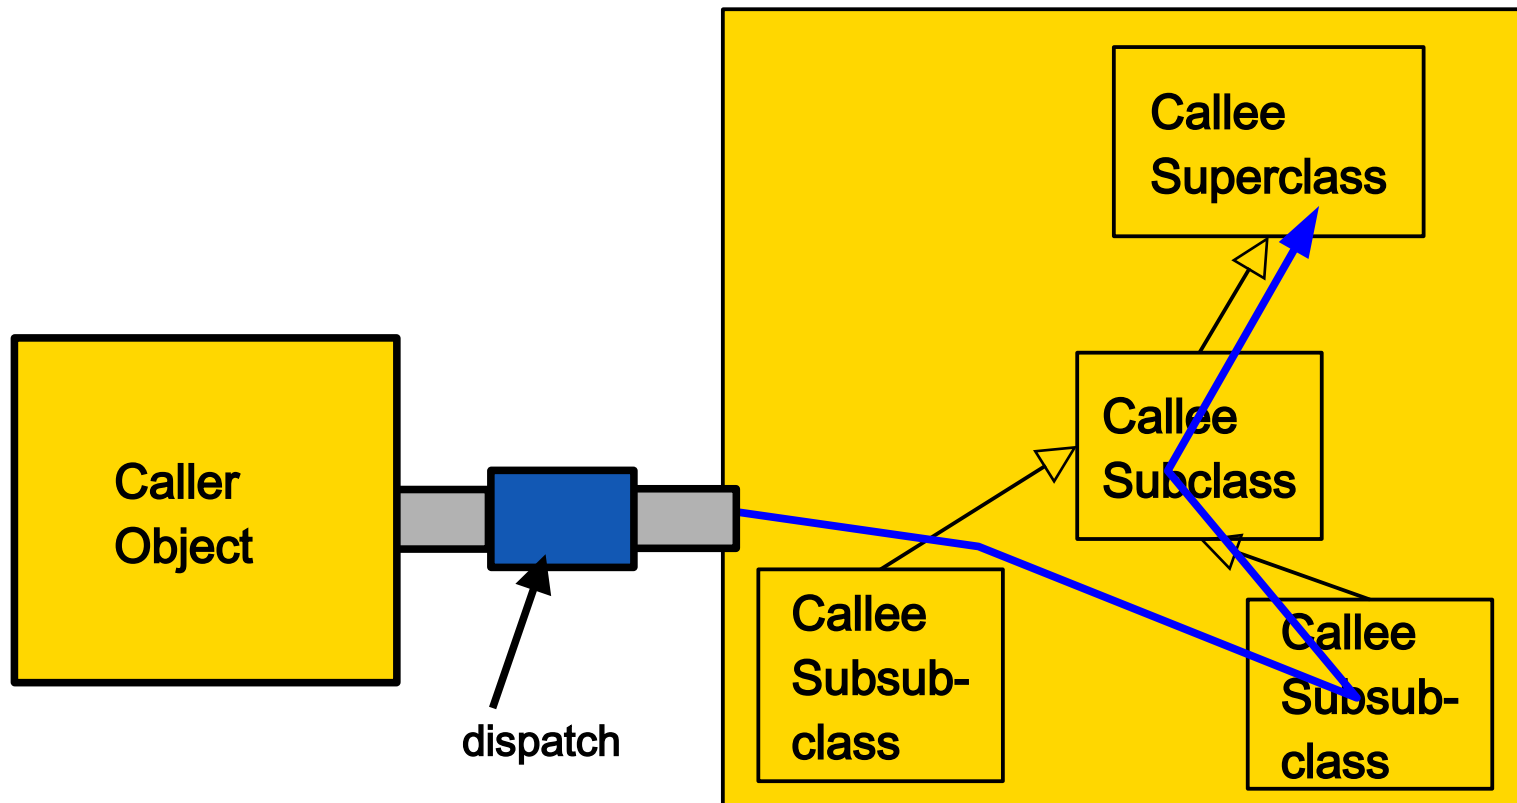 Callee
Superclass
Callee
Subclass
Caller
Object
Callee
Subsub-
class
Callee
Subsub-
class
dispatch